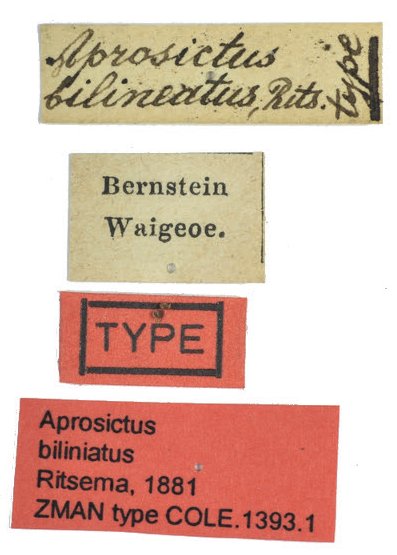 Aprosictus
bilineatus, Rits.
type
Bernstein
Waigeoe.
TYPE
Aprosictus
biliniatus
Ritsema, 1881
ZMAN type COLE.1393.1